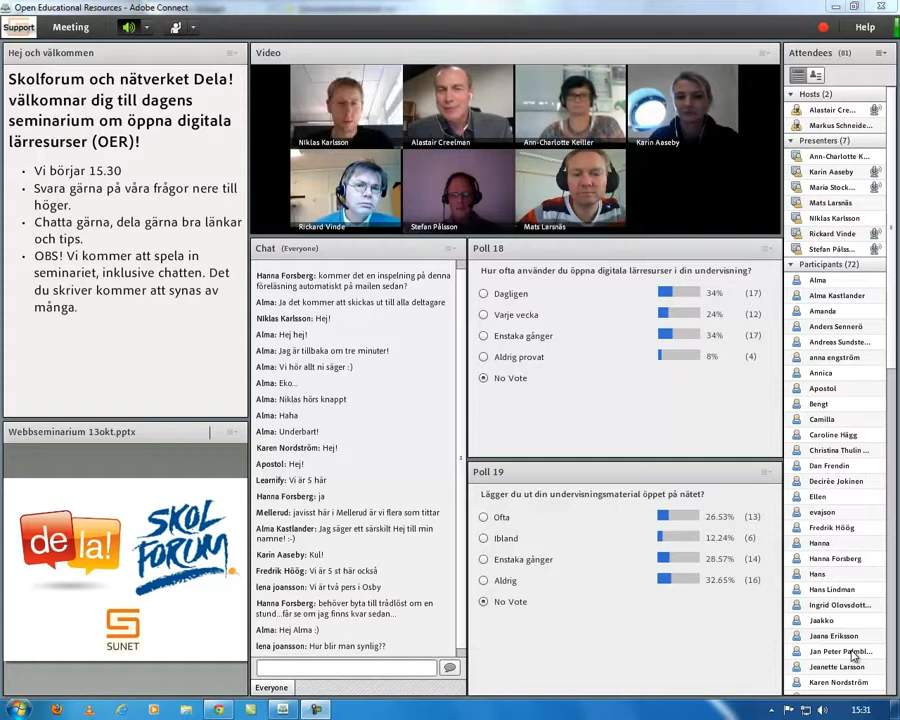 Open Educational Resources - Adobe Connect
Support Meeting Help
Hej och välkommen
Skolforum och nätverket Dela!
välkomnar dig till dagens
seminarium om öppna digitala
lärresurser (OER)!
Vi börjar 15.30
Svara gärna på våra frågor nere till
höger.
Chatta gärna, dela gärna bra länkar
och tips.
OBS! Vi kommer att spela in
seminariet, inklusive chatten. Det
du skriver kommer att synas av
många.
Webbseminarium 13okt.pptx
de la!
SKOL
FORUM
SUNET
Video
Niklas Karlsson
Alastair Creelman
Ann-Charlotte Keiller
Karin Aaseby
Rickard Vinde
Stefan Pålsson
Mats Larsnäs
Chat (Everyone)
Hanna Forsberg: kommer det en inspelning på denna
föreläsning automatiskt på mailen sedan?
Alma: Ja det kommer att skickas ut till alla deltagare
Niklas Karlsson: Hej!
Alma: Hej hej!
Alma: Jag är tillbaka om tre minuter!
Alma: Vi hör allt ni säger :)
Alma: Eko...
Alma: Niklas hörs knappt
Alma: Haha
Alma: Underbart!
Karen Nordström: Hej!
Apostol: Hej!
Learnify: Vi är 5 här
Hanna Forsberg: ja
Mellerud: javisst här i Mellerud är vi flera som tittar
Alma Kastlander: Jag säger ett särskilt Hej till min
namne! :-)
Karin Aaseby: Kul!
Fredrik Höög: Vi är 5 st här också
lena joansson: Vi är två pers i Osby
Hanna Forsberg: behöver byta till trådlöst om en
stund...får se om jag finns kvar sedan...
Alma: Hej Alma :)
lena joansson: Hur blir man synlig??
Everyone
Poll 18
Hur ofta använder du öppna digitala lärresurser i din undervisning?
Dagligen 34% (17)
Varje vecka 24% (12)
Enstaka gånger 34% (17)
Aldrig provat 8% (4)
No Vote
Poll 19
Lägger du ut din undervisningsmaterial öppet på nätet?
Ofta 26.53% (13)
Ibland 12.24% (6)
Enstaka gånger 28.57% (14)
Aldrig 32.65% (16)
No Vote
Attendees (81)
Hosts (2)
Alastair Cre...
Markus Schneide...
Presenters (7)
Ann-Charlotte K...
Karin Aaseby
Maria Stock...
Mats Larsnäs
Niklas Karlsson
Rickard Vinde
Stefan Påls...
Participants (72)
Alma
Alma Kastlander
Amanda
Anders Sennerö
Andreas Sundste...
anna engström
Annica
Apostol
Bengt
Camilla
Caroline Hägg
Christina Thulin ...
Dan Frendin
Decirèe Jokinen
Ellen
evajson
Fredrik Höög
Hanna
Hanna Forsberg
Hans
Hans Lindman
Ingrid Olovsdott...
Jaakko
Jaana Eriksson
Jan Peter
Jeanette Larsson
Karen Nordström
15:31